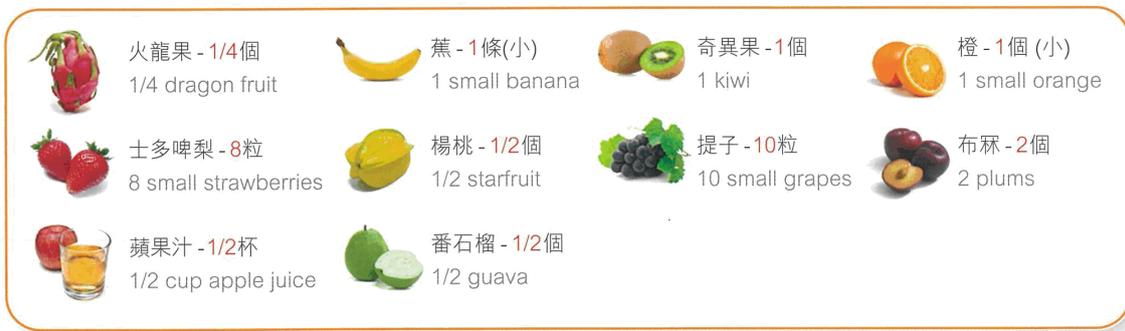 火龍果 - 1/4個
1/4 dragon fruit
蕉 - 1條(小)
1 small banana
奇異果 - 1個
1 kiwi
橙 - 1個 (小)
1 small orange
士多啤梨 - 8粒
8 small strawberries
楊桃 - 1/2個
1/2 starfruit
提子 - 10粒
10 small grapes
布冧 - 2個
2 plums
蘋果汁 - 1/2杯
1/2 cup apple juice
番石榴 - 1/2個
1/2 guava